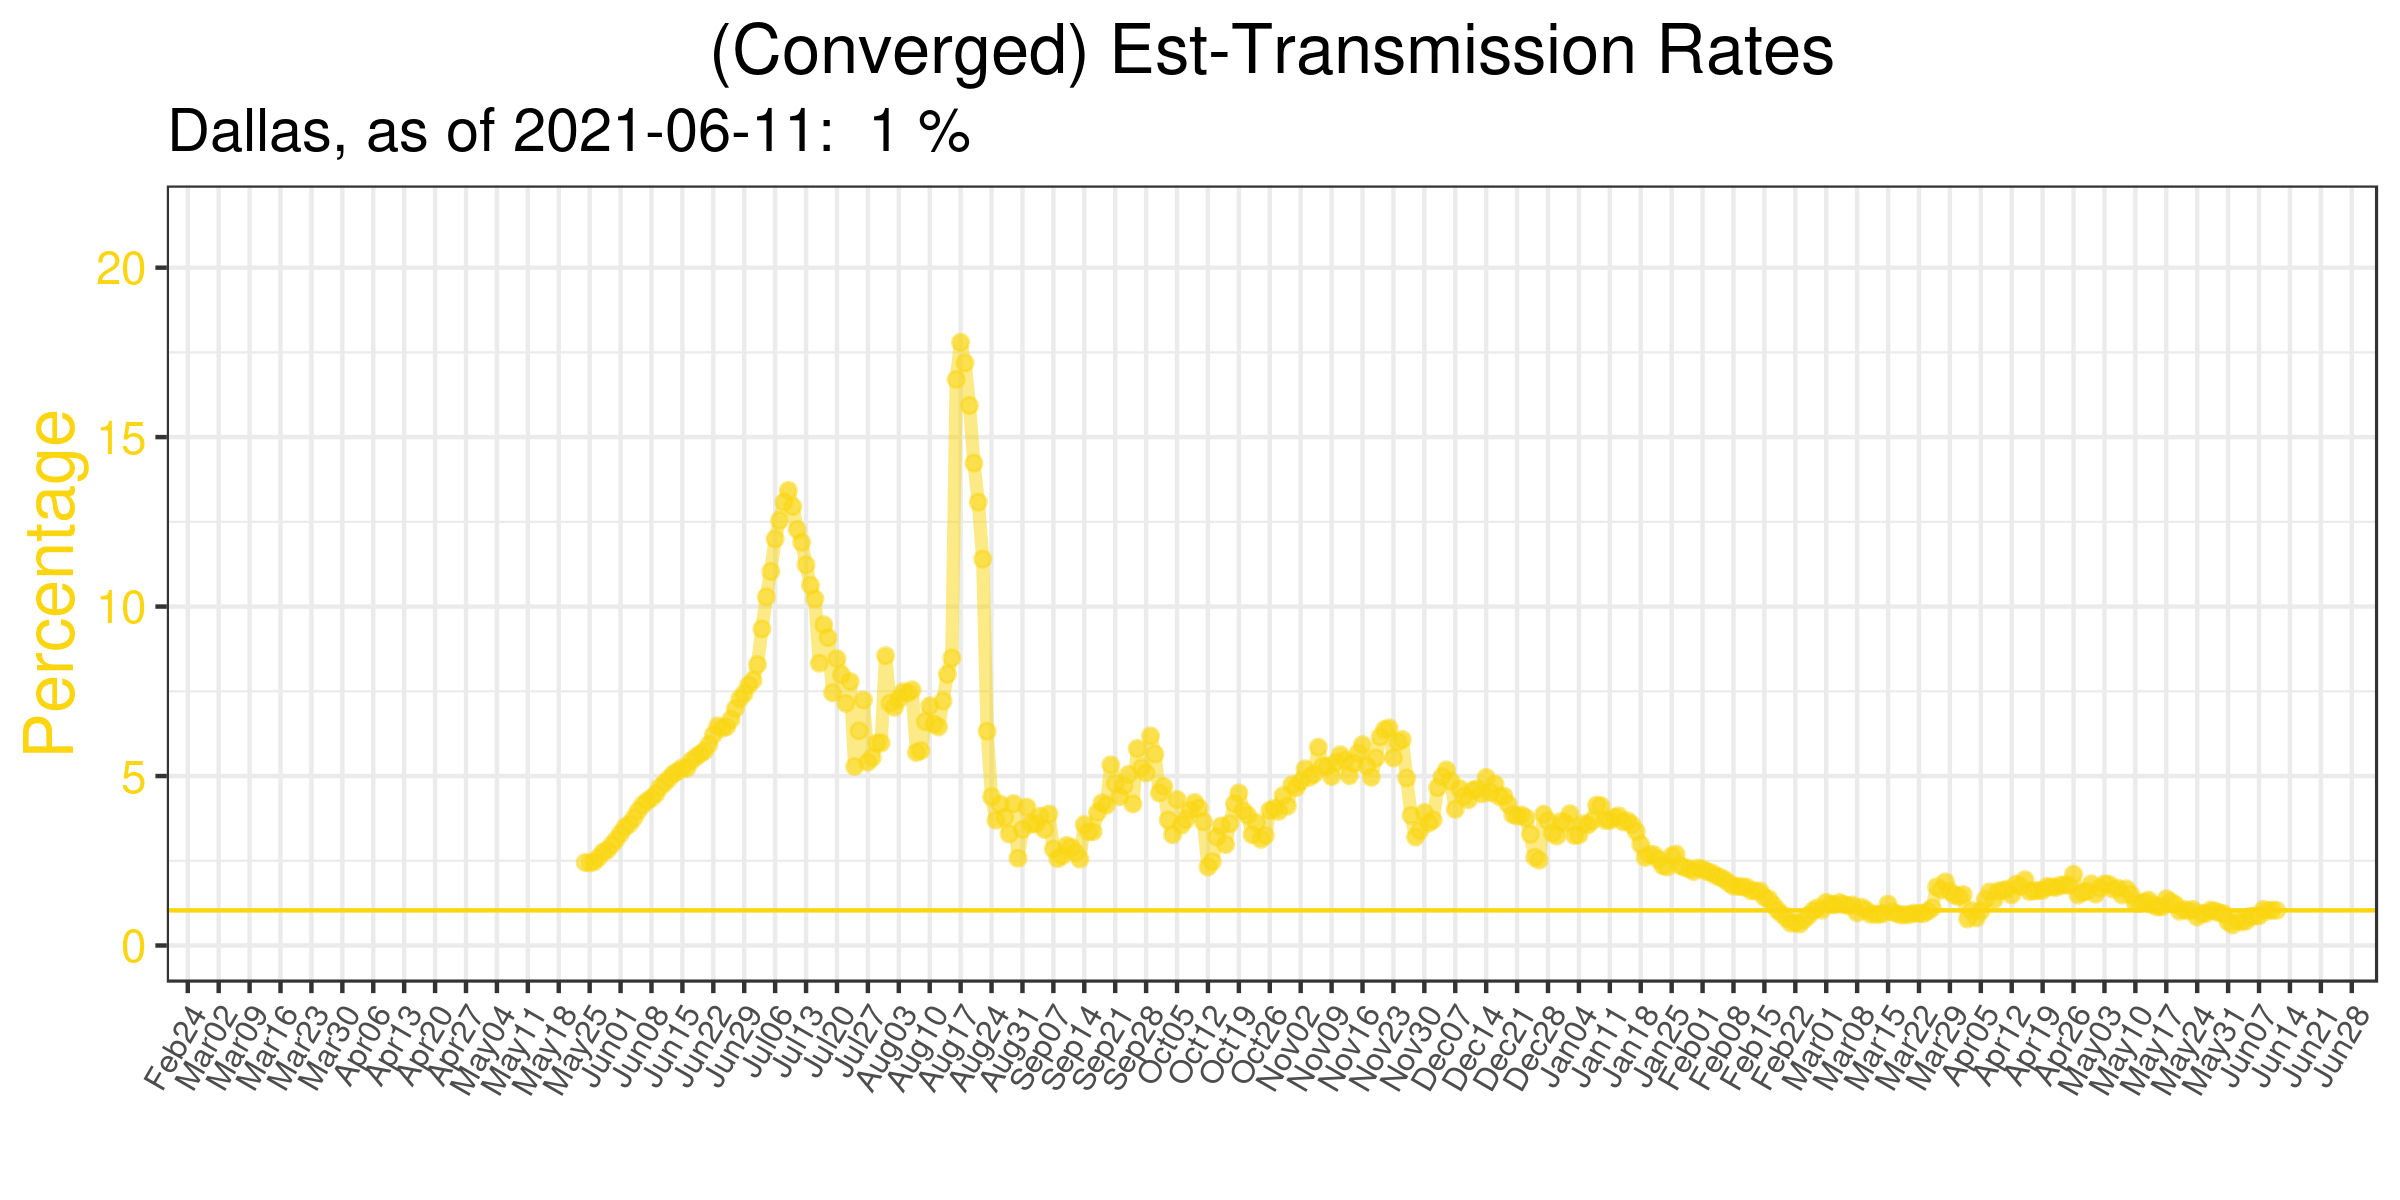 (Converged) Est-Transmission Rates
Dallas, as of 2021-06-11: 1 %
Percentage
20
15
10
5
0
Feb24
Mar02
Mar09
Mar16
Mar23
Mar30
Apr06
Apr13
Apr20
Apr27
May04
May11
May18
May25
Jun01
Jun08
Jun15
Jun22
Jun29
Jul06
Jul13
Jul20
Jul27
Aug03
Aug10
Aug17
Aug24
Aug31
Sep07
Sep14
Sep21
Sep28
Oct05
Oct12
Oct19
Oct26
Nov02
Nov09
Nov16
Nov23
Nov30
Dec07
Dec14
Dec21
Dec28
Jan04
Jan11
Jan18
Jan25
Feb01
Feb08
Feb15
Feb22
Mar01
Mar08
Mar15
Mar22
Mar29
Apr05
Apr12
Apr19
Apr26
May03
May10
May17
May24
May31
Jun07
Jun14
Jun21
Jun28